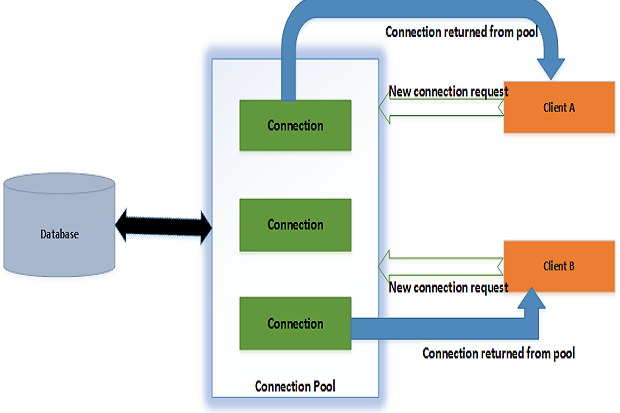 Connection returned from pool
New connection request
Client A
Connection
Connection
Database
Client B
New connection request
Connection
Connection returned from pool
Connection Pool